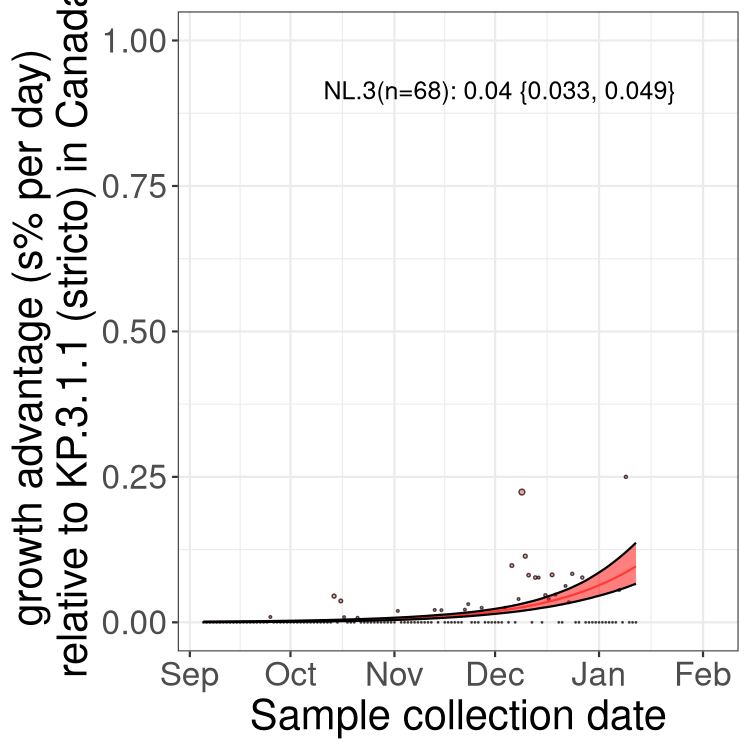 growth advantage (s% per day)
relative to KP.3.1.1 (stricto) in Canada
1.00
0.75
0.50
0.25
0.00
NL.3(n=68): 0.04 {0.033, 0.049}
Sep Oct Nov Dec Jan Feb
Sample collection date